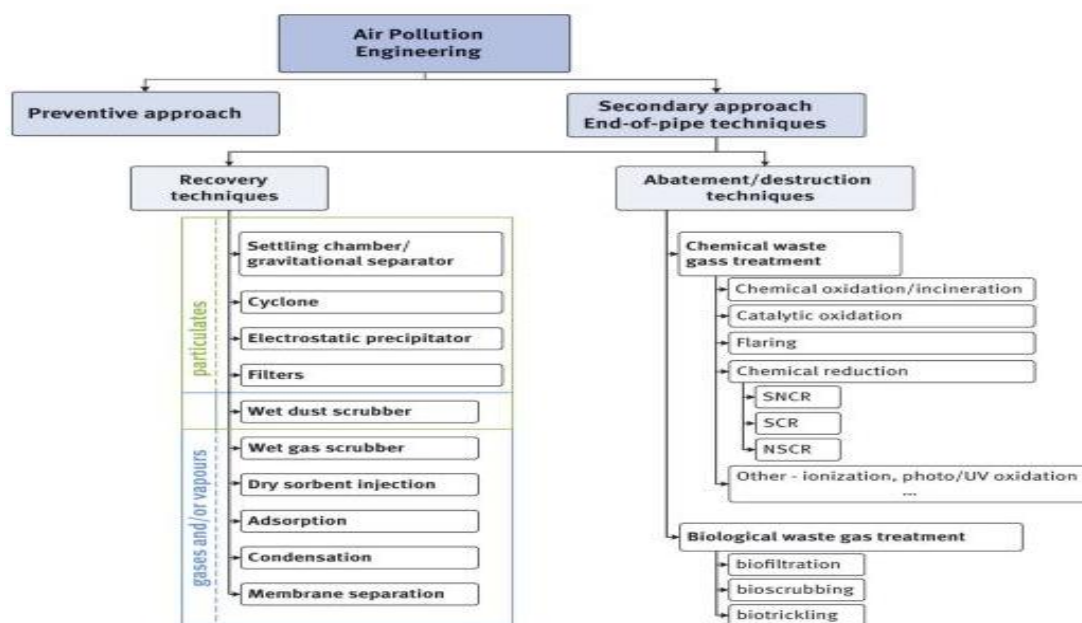 Air Pollution
Engineering
Preventive approach
Secondary approach
End-of-pipe techniques
Recovery
techniques
Abatement/destruction
techniques
particulates
Settling chamber/
gravitational separator
Cyclone
Electrostatic precipitator
Filters
Wet dust scrubber
gases and/or vapours
Wet gas scrubber
Dry sorbent injection
Adsorption
Condensation
Membrane separation
Chemical waste
gass treatment
Chemical oxidation/incineration
Catalytic oxidation
Flaring
Chemical reduction
SNCR
SCR
NSCR
Other - ionization, photo/UV oxidation
...
Biological waste gas treatment
biofiltration
bioscrubbing
biotrickling